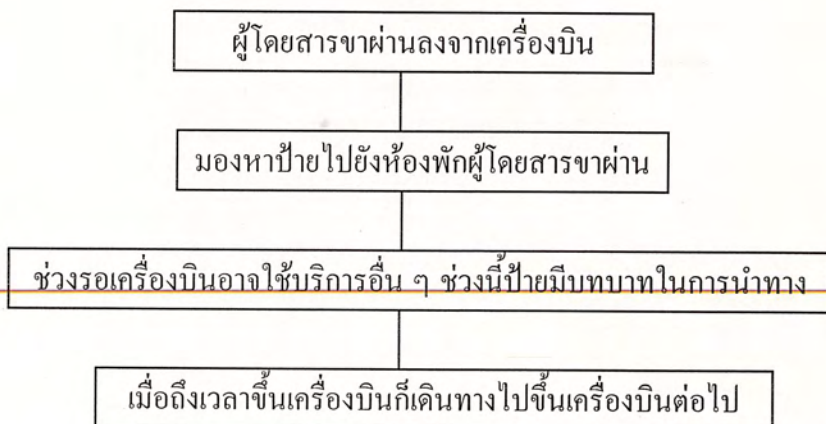 ผู้โดยสารขาผ่านลงจากเครื่องบิน
มองหาป้ายไปยังห้องพักผู้โดยสารขาผ่าน
ช่วงรอเครื่องบินอาจใช้บริการอื่น ๆ ช่วงนี้ป้ายมีบทบาทในการนำทาง
เมื่อถึงเวลาขึ้นเครื่องบินก็เดินทางไปขึ้นเครื่องบินต่อไป